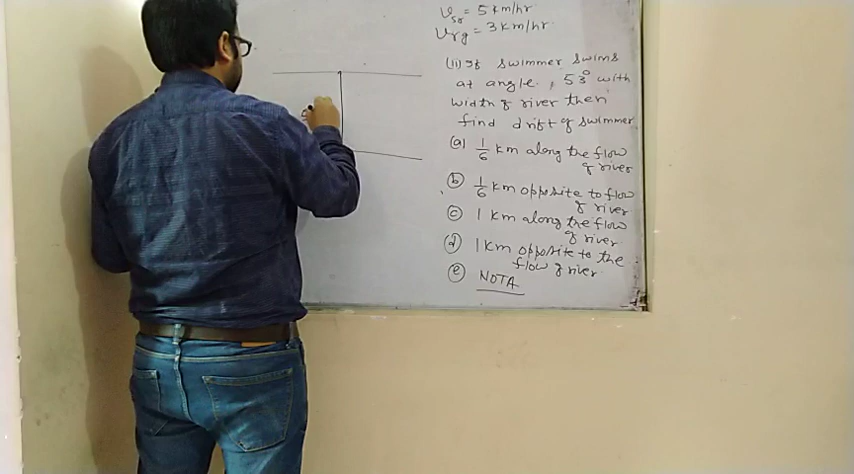 Vsr = 5 km/hr
Vrg = 3 km/hr.
(ii) If swimmer swims
at angle, 53° with
width of river then
find drift of swimmer
(a) 1/6 km along the flow
of river
(b) 1/6 km opposite to flow
of river
(c) 1 km along the flow
of river
(d) 1 km opposite to the
flow of river
(e) NOTA